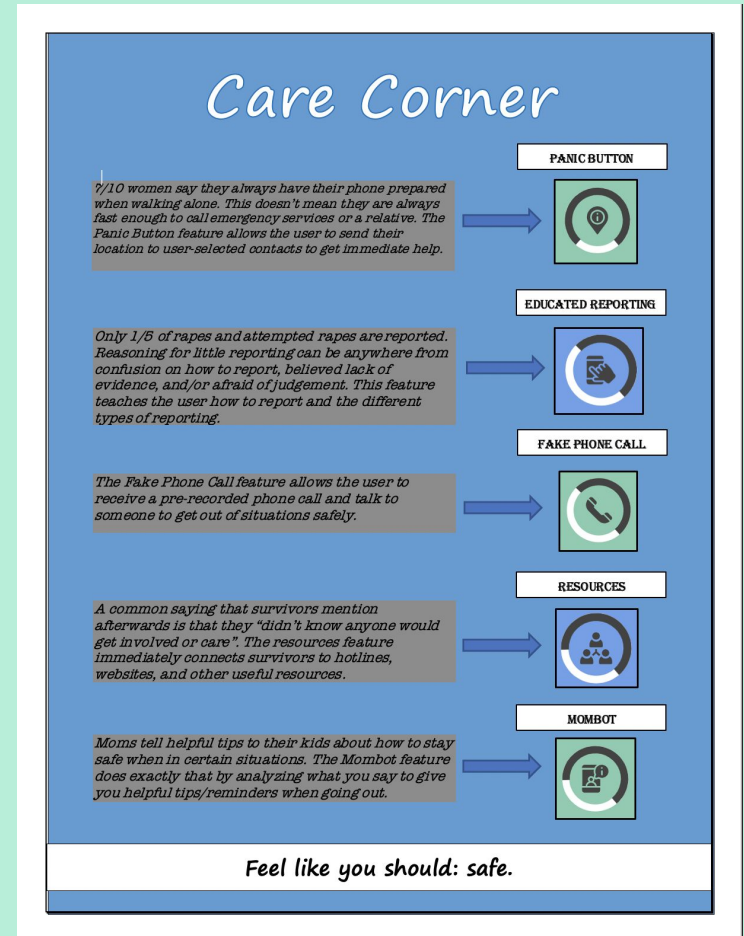 Care Corner
PANIC BUTTON
?/10 women say they always have their phone prepared
when walking alone. This doesn't mean they are always
fast enough to call emergency services or a relative. The
Panic Button feature allows the user to send their
location to user-selected contacts to get immediate help.
EDUCATED REPORTING
Only 1/5 of rapes and attempted rapes are reported.
Reasoning for little reporting can be anywhere from
confusion on how to report, believed lack of
evidence, and/or afraid of judgement. This feature
teaches the user how to report and the different
types of reporting.
FAKE PHONE CALL
The Fake Phone Call feature allows the user to
receive a pre-recorded phone call and talk to
someone to get out of situations safely.
RESOURCES
A common saying that survivors mention
afterwards is that they “didn't know anyone would
get involved or care”. The resources feature
immediately connects survivors to hotlines,
websites, and other useful resources.
MOMBOT
Moms tell helpful tips to their kids about how to stay
safe when in certain situations. The Mombot feature
does exactly that by analyzing what you say to give
you helpful tips/reminders when going out.
Feel like you should: safe.